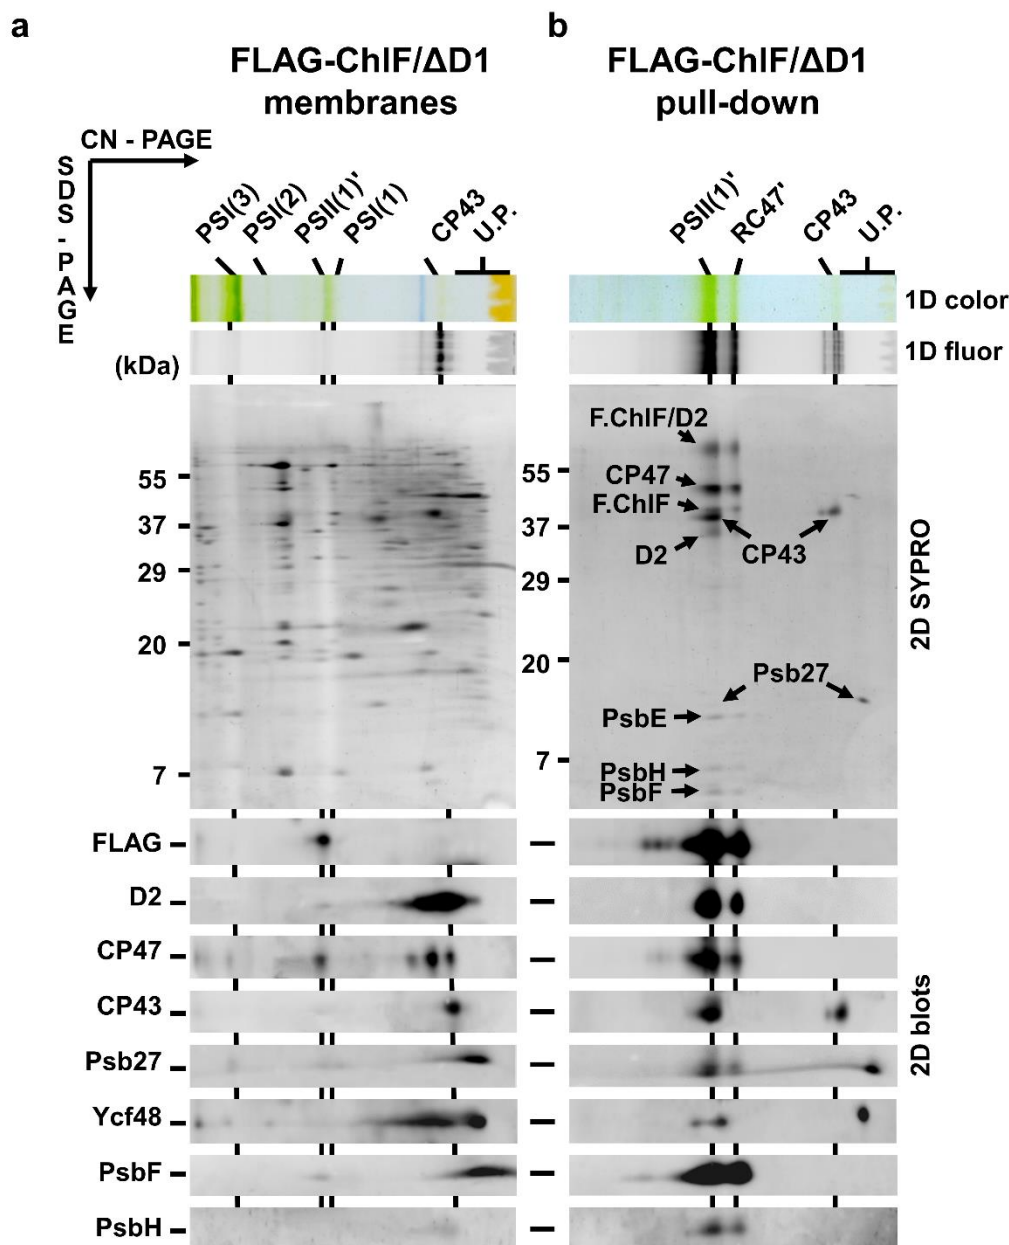 a
b
FLAG-ChlF/ΔD1
membranes
FLAG-ChlF/ΔD1
pull-down
CN - PAGE
SDS - PAGE
PSI(3)
PSI(2)
PSII(1)'
PSI(1)
CP43
U.P.
PSII(1)'
RC47'
CP43
U.P.
1D color
1D fluor
(kDa)
55
37
29
20
7
55
37
29
20
7
F.ChlF/D2
CP47
F.ChlF
D2
CP43
Psb27
PsbE
PsbH
PsbF
2D SYPRO
FLAG
D2
CP47
CP43
Psb27
Ycf48
PsbF
PsbH
2D blots